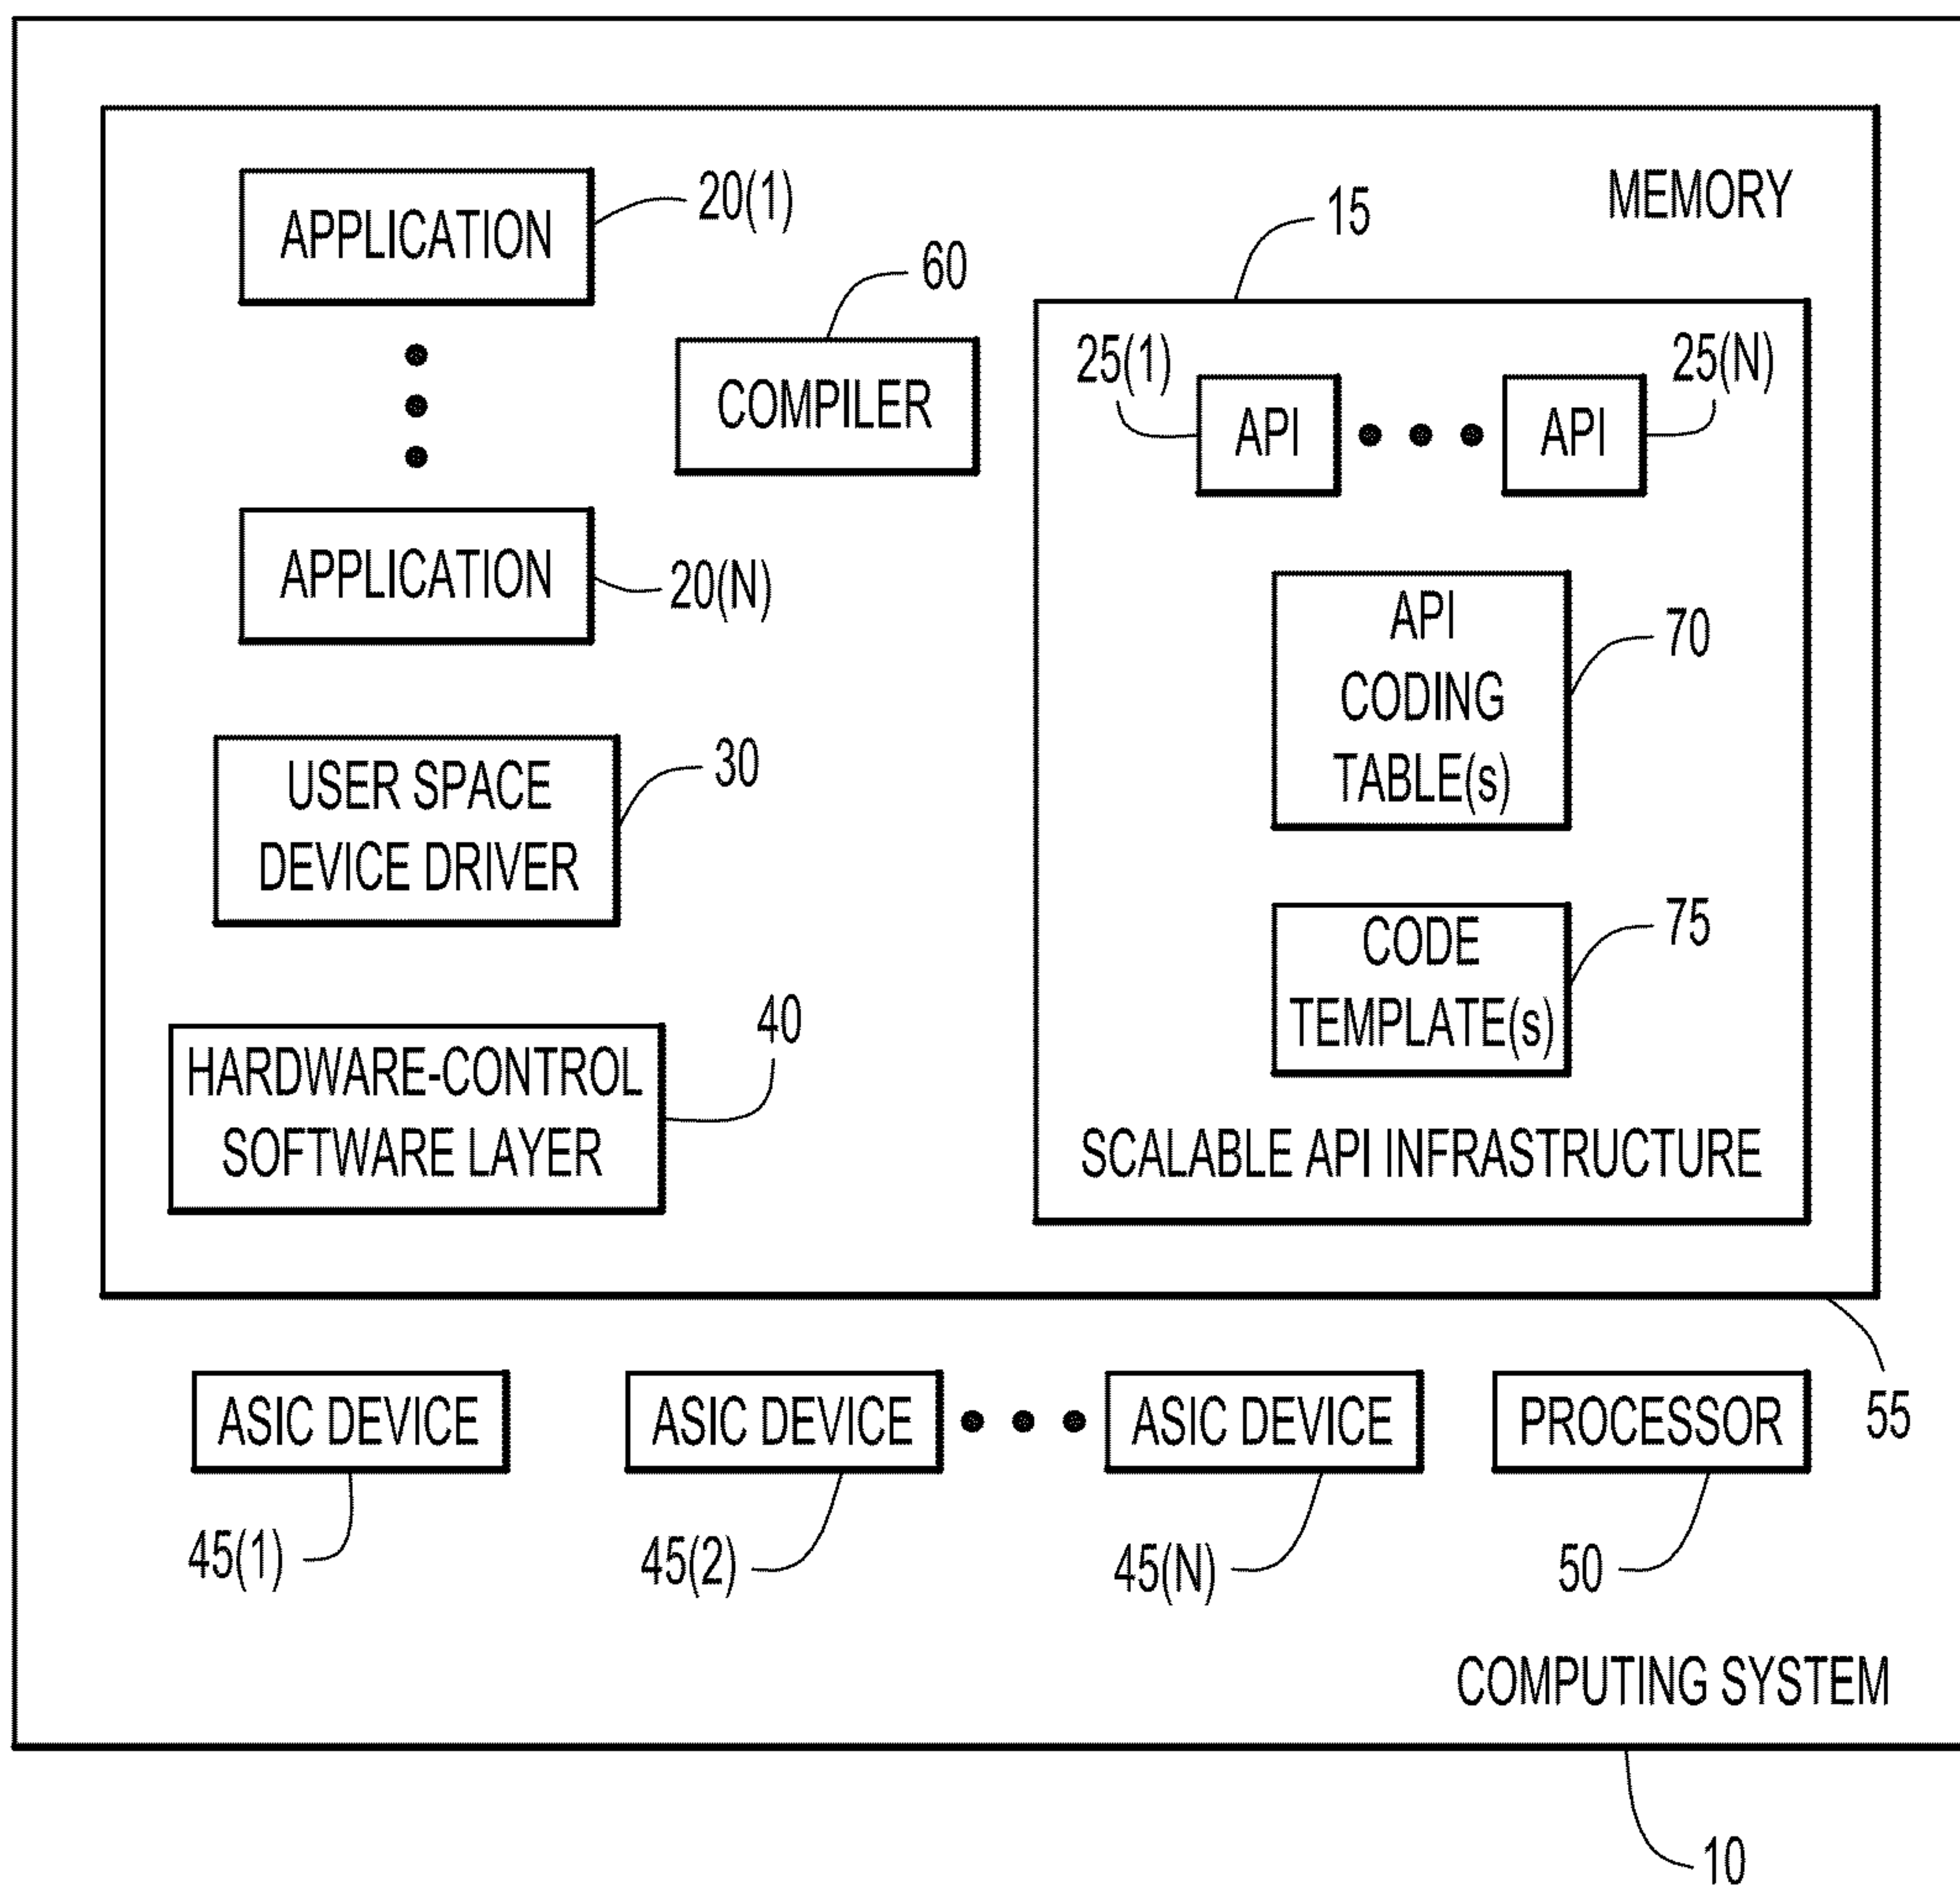 MEMORY
APPLICATION
20(1)
15
60
COMPILER
25(1)
25(N)
API
API
APPLICATION
20(N)
API
CODING
TABLE(s)
70
USER SPACE
DEVICE DRIVER
30
CODE
TEMPLATE(s)
75
HARDWARE-CONTROL
SOFTWARE LAYER
40
SCALABLE API INFRASTRUCTURE
55
ASIC DEVICE
ASIC DEVICE
ASIC DEVICE
PROCESSOR
45(1)
45(2)
45(N)
50
COMPUTING SYSTEM
10